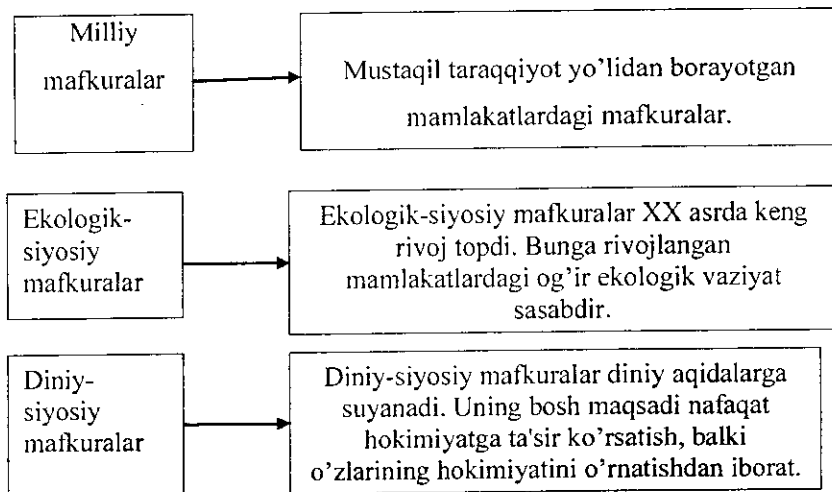 Milliy
mafkuralar
Mustaqil taraqqiyot yo'lidan borayotgan
mamlakatlardagi mafkuralar.
Ekologik-
siyosiy
mafkuralar
Ekologik-siyosiy mafkuralar XX asrda keng
rivoj topdi. Bunga rivojlangan
mamlakatlardagi og'ir ekologik vaziyat
sasabdir.
Diniy-
siyosiy
mafkuralar
Diniy-siyosiy mafkuralar diniy aqidalarga
suyanadi. Uning bosh maqsadi nafaqat
hokimiyatga ta'sir ko'rsatish, balki
o'zlarining hokimiyatini o'rnatishdan iborat.